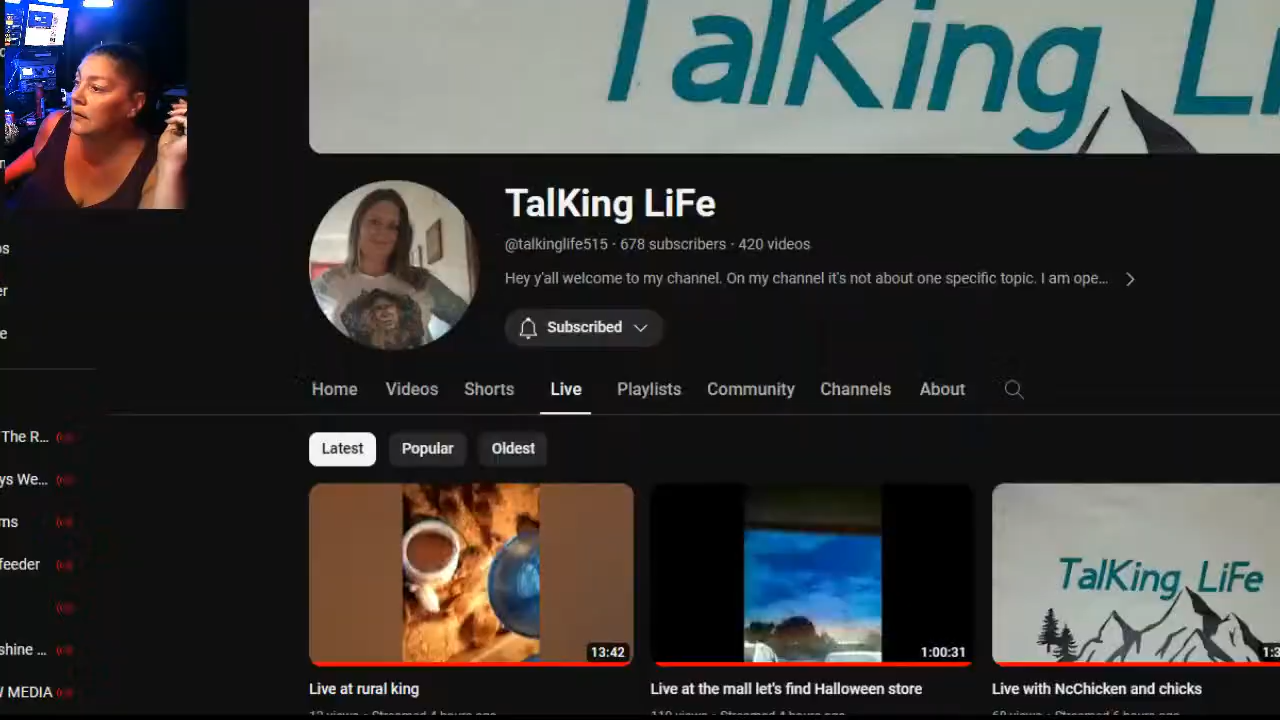 TalKing Li
TalKing LiFe
@talkinglife515 · 678 subscribers · 420 videos
Hey y'all welcome to my channel. On my channel it's not about one specific topic. I am ope...
Subscribed
Home Videos Shorts Live Playlists Community Channels About
The R...
ys We...
ms
feeder
shine ...
MEDIA
Latest Popular Oldest
13:42
1:00:31
TalKing LiFe
1:3
Live at rural king
Live at the mall let's find Halloween store
Live with NcChicken and chicks